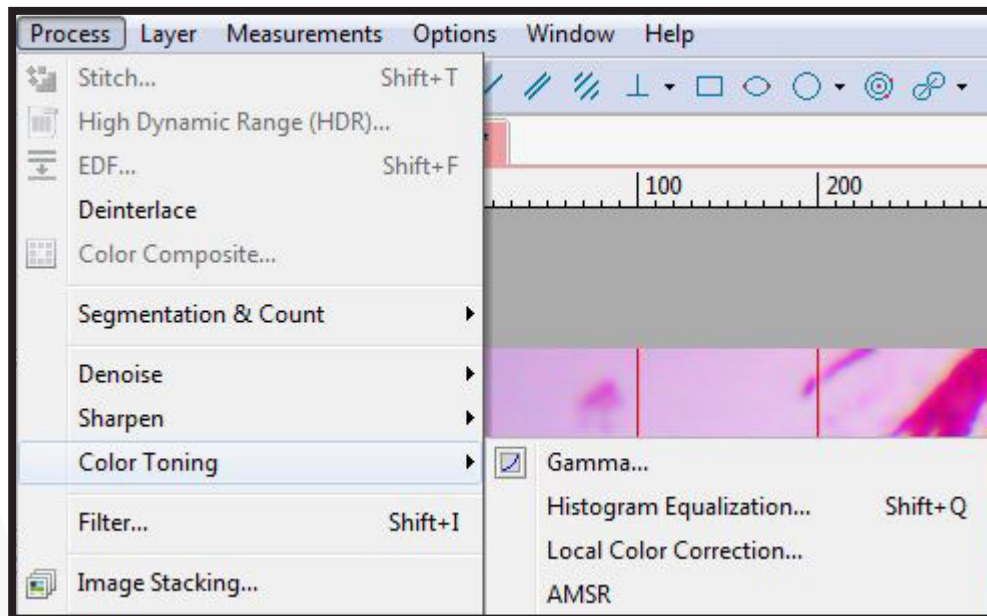 Process Layer Measurements Options Window Help
Stitch... Shift+T
High Dynamic Range (HDR)...
EDF... Shift+F
Deinterlace
Color Composite...
100 200
Segmentation & Count
Denoise
Sharpen
Color Toning
Gamma...
Histogram Equalization... Shift+Q
Local Color Correction...
AMSR
Filter... Shift+I
Image Stacking...